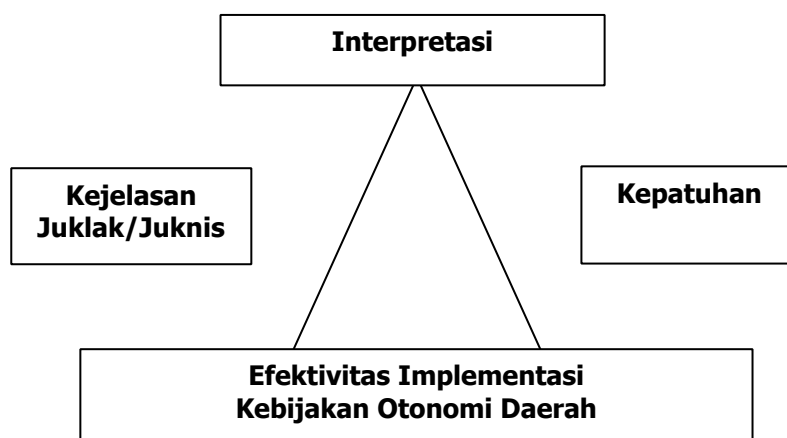 Interpretasi
Kejelasan
Juklak/Juknis
Kepatuhan
Efektivitas Implementasi
Kebijakan Otonomi Daerah